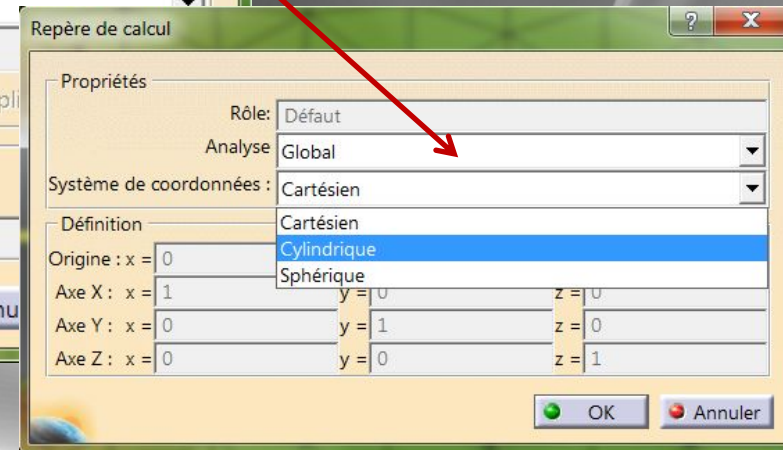 Repère de calcul
Propriétés
Rôle: Défaut
Analyse Global
Système de coordonnées : Cartésien
Cartésien
Cylindrique
Sphérique
Définition
Origine : x = 0
Axe X : x = 1 y = 0 z = 0
Axe Y : x = 0 y = 1 z = 0
Axe Z : x = 0 y = 0 z = 1
OK Annuler